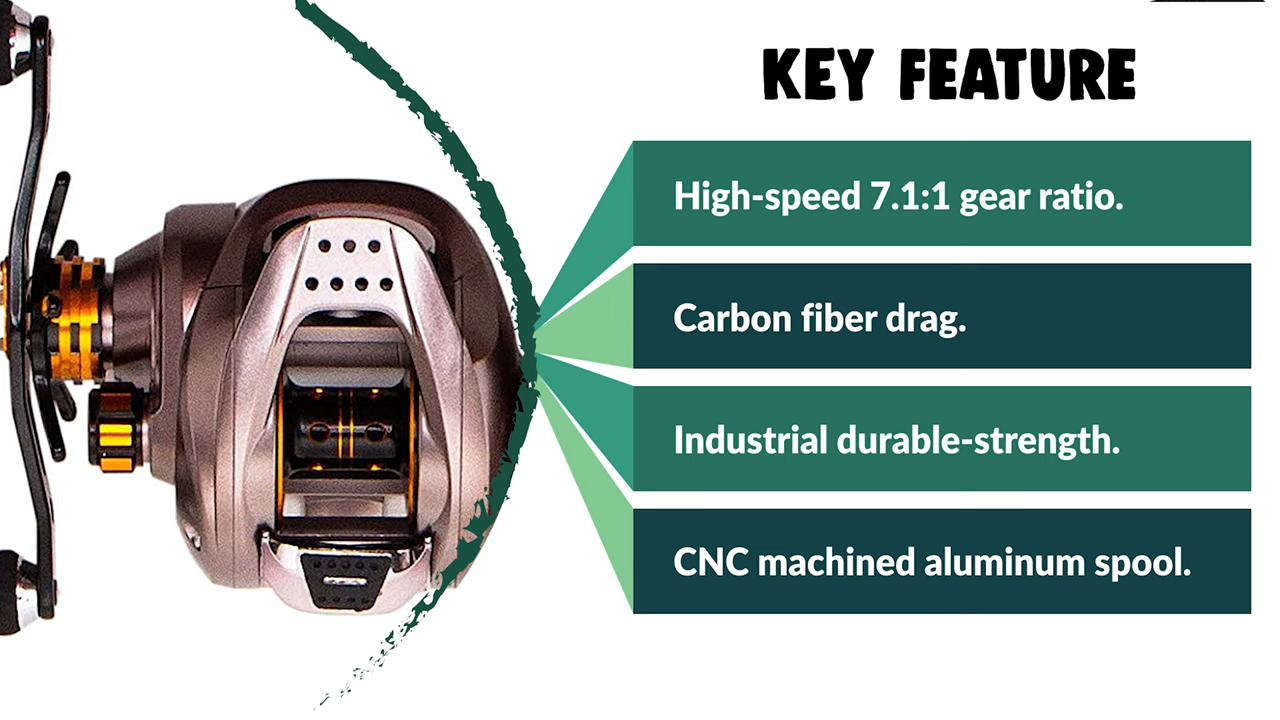 KEY FEATURE
High-speed 7.1:1 gear ratio.
Carbon fiber drag.
Industrial durable-strength.
CNC machined aluminum spool.